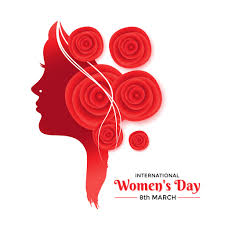 INTERNATIONAL
Women's Day
8th MARCH